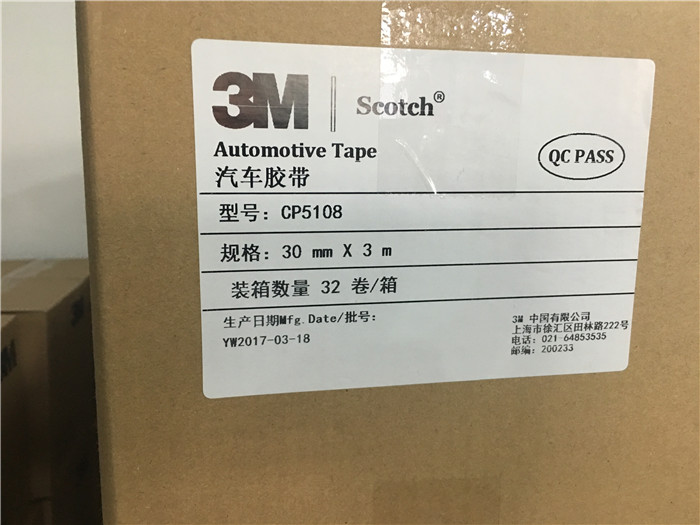 3M | Scotch®
Automotive Tape
汽车胶带
QC PASS
型号: CP5108
规格: 30 mm X 3 m
装箱数量 32 卷/箱
生产日期Mfg.Date/批号:
YW2017-03-18
3M 中国有限公司
上海市徐汇区田林路222号
电话: 021-64853535
邮编: 200233